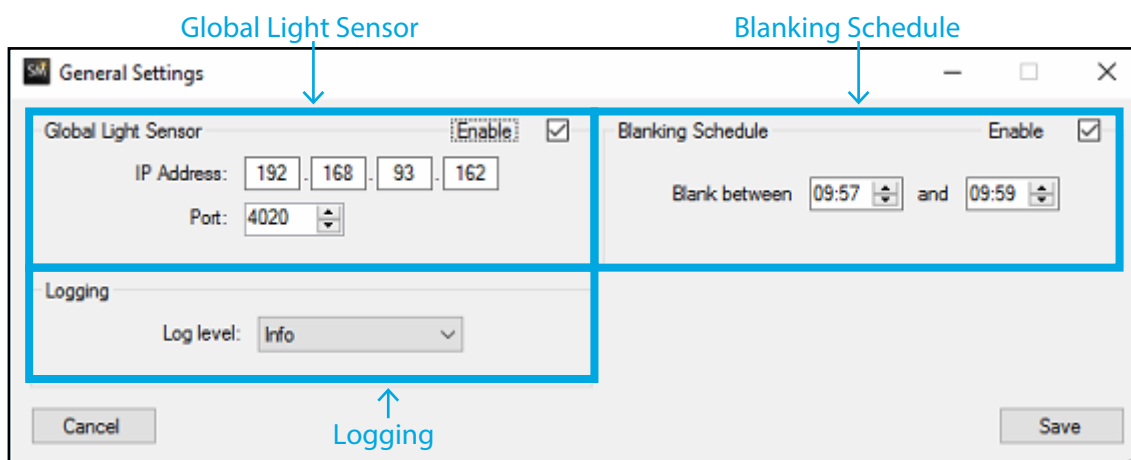 Global Light Sensor Blanking Schedule
SM General Settings
Global Light Sensor Enable Blanking Schedule Enable
IP Address: 192 . 168 . 93 . 162
Blank between 09:57 and 09:59
Port: 4020
Logging
Log level: Info
Cancel Save
Logging